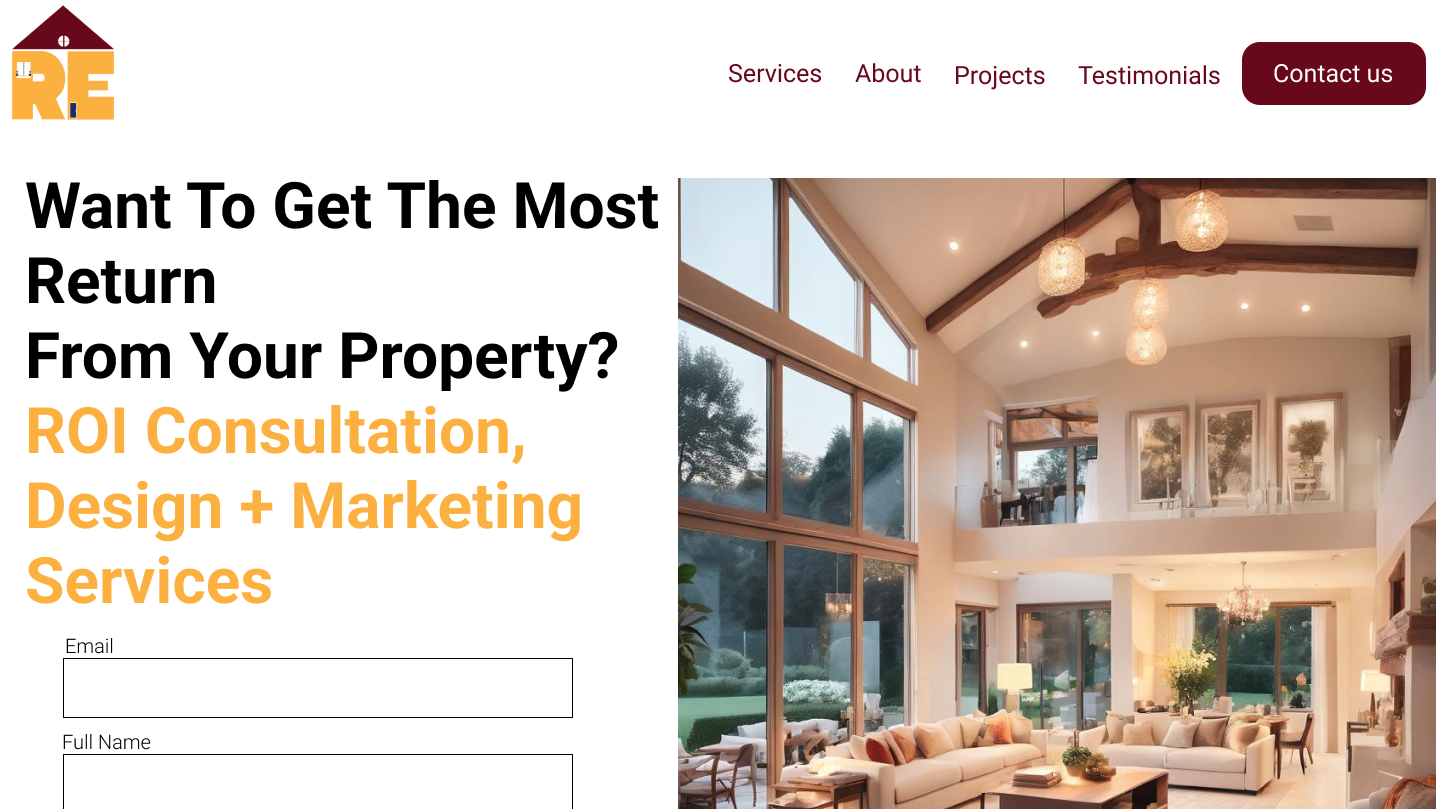 RE
Services
About
Projects
Testimonials
Contact us
Want To Get The Most
Return
From Your Property?
ROI Consultation,
Design + Marketing
Services
Email
Full Name